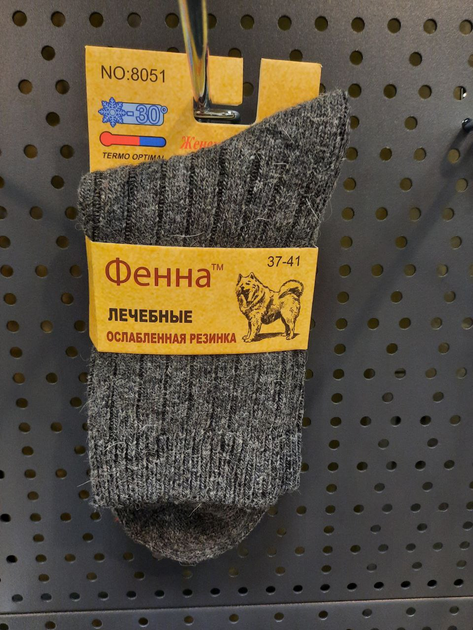 NO:8051
-30°
TERMO OPTIMAL
Фенна™
37-41
ЛЕЧЕБНЫЕ
ОСЛАБЛЕННАЯ РЕЗИНКА